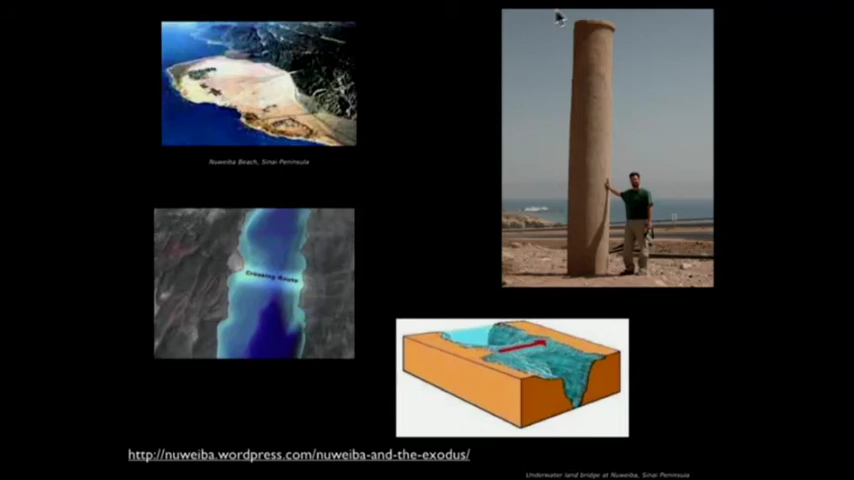 Nuweiba Beach, Sinai Peninsula
Crossing Route
http://nuweiba.wordpress.com/nuweiba-and-the-exodus/
Underwater land bridge at Nuweiba, Sinai Peninsula